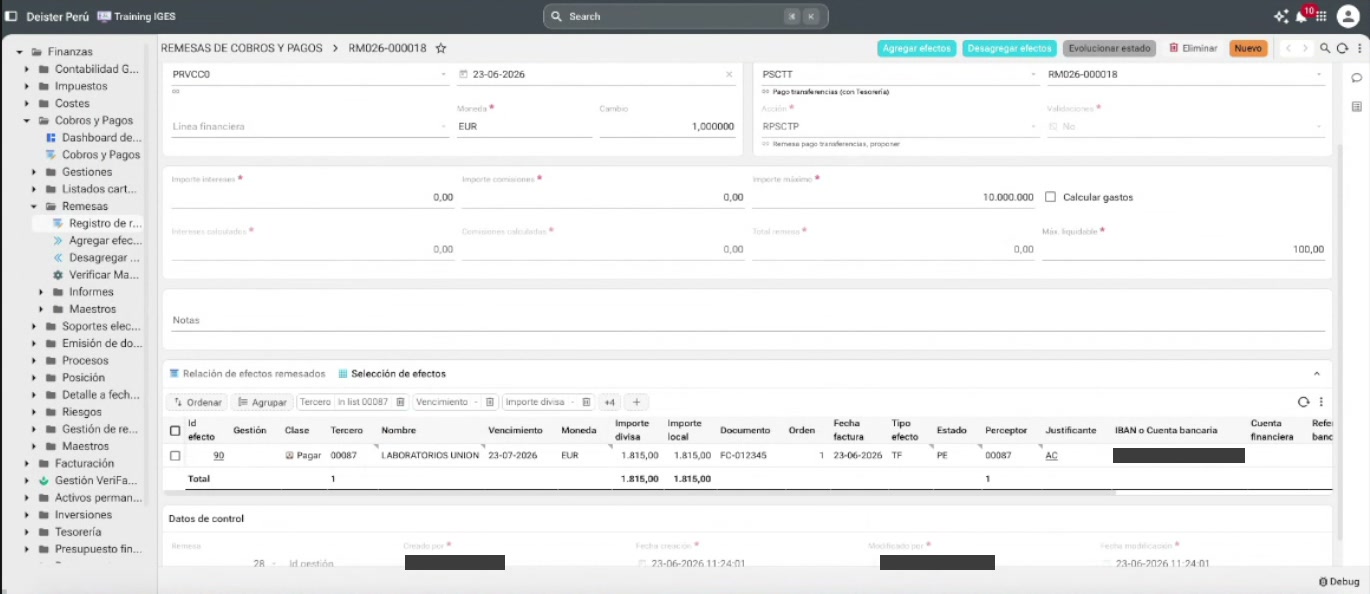 Deister Perú Training IGES Search ⌘ K 10
Finanzas
Contabilidad G...
Impuestos
Costes
Cobros y Pagos
Dashboard de...
Cobros y Pagos
Gestiones
Listados cart...
Remesas
Registro de r...
Agregar efec...
Desagregar ...
Verificar Ma...
Informes
Maestros
Soportes elec...
Emisión de do...
Procesos
Posición
Detalle a fech...
Riesgos
Gestión de re...
Maestros
Facturación
Gestión VeriFa...
Activos perman...
Inversiones
Tesorería
Presupuesto fin...
REMESAS DE COBROS Y PAGOS > RM026-000018
Agregar efectos Desagregar efectos Evolucionar estado Eliminar Nuevo
PRVCC0 23-06-2026 PSCTT RM026-000018
Pago transferencias (con Tesorería)
Moneda * Cambio Acción * Validaciones *
Línea financiera EUR 1,000000 RPSCTP No
Remesa pago transferencias, proponer
Importe intereses * Importe comisiones * Importe máximo *
0,00 0,00 10.000.000 Calcular gastos
Intereses calculados * Comisiones calculadas * Total remesa * Máx. liquidable *
0,00 0,00 0,00 100,00
Notas
Relación de efectos remesados Selección de efectos
Ordenar Agrupar Tercero In list 00087 Vencimiento - Importe divisa - +4 +
Id efecto Gestión Clase Tercero Nombre Vencimiento Moneda Importe divisa Importe local Documento Orden Fecha factura Tipo efecto Estado Perceptor Justificante IBAN o Cuenta bancaria Cuenta financiera Refer banc
90 Pagar 00087 LABORATORIOS UNION 23-07-2026 EUR 1.815,00 1.815,00 FC-012345 1 23-06-2026 TF PE 00087 AC
Total 1 1.815,00 1.815,00 1
Datos de control
Remesa Creado por * Fecha creación * Modificado por * Fecha modificación *
28 Id gestión 23-06-2026 11:24:01 23-06-2026 11:24:01
Debug